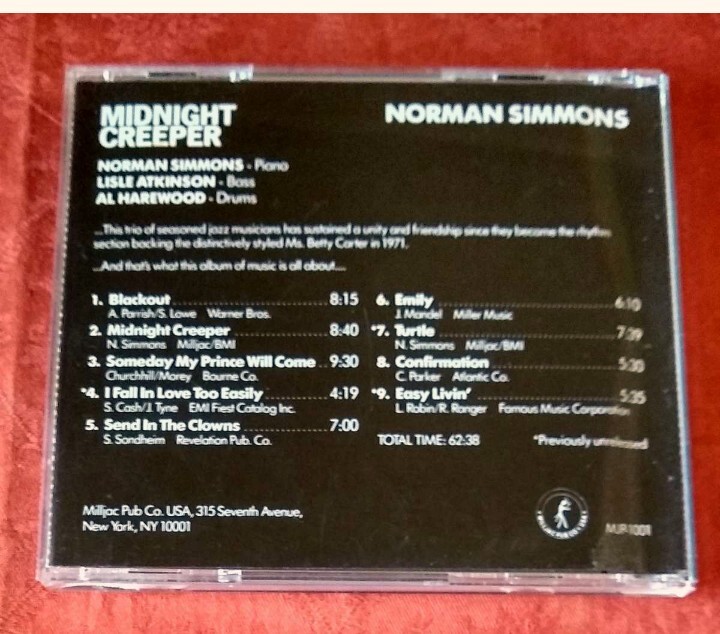 MIDNIGHT
CREEPER
NORMAN SIMMONS
NORMAN SIMMONS - Piano
LISLE ATKINSON - Bass
AL HAREWOOD - Drums
...This trio of seasoned jazz musicians has sustained a unity and friendship since they became the rhythm
section backing the distinctively styled Ms. Betty Carter in 1971.
...And that's what this album of music is all about....
1. Blackout 8:15
A. Parrish/S. Lowe Warner Bros.
2. Midnight Creeper 8:40
N. Simmons Milljac/BMI
3. Someday My Prince Will Come 9:30
Churchhill/Morey Bourne Co.
*4. I Fall In Love Too Easily 4:19
S. Cash/J. Tyne EMI Fiest Catalog Inc.
5. Send In The Clowns 7:00
S. Sondheim Revelation Pub. Co.
6. Emily 6:10
J. Mandel Miller Music
*7. Turtle 7:39
N. Simmons Milljac/BMI
8. Confirmation 5:30
C. Parker Atlantic Co.
*9. Easy Livin' 5:35
L. Robin/R. Ranger Famous Music Corporation
TOTAL TIME: 62:38 *Previously unreleased
Milljac Pub Co. USA, 315 Seventh Avenue,
New York, NY 10001
MJP-1001